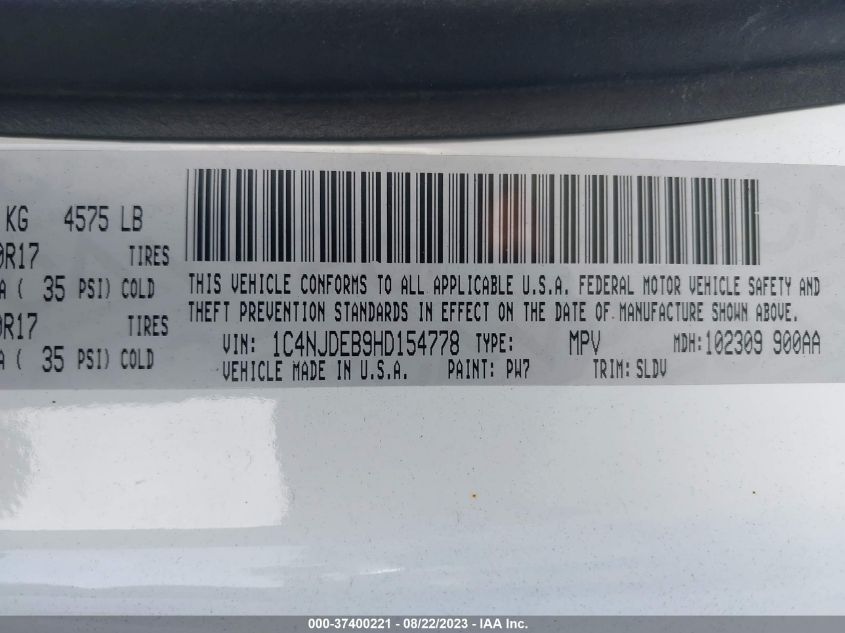 KG 4575 LB
0R17 TIRES
A ( 35 PSI) COLD
0R17 TIRES
A ( 35 PSI) COLD
THIS VEHICLE CONFORMS TO ALL APPLICABLE U.S.A. FEDERAL MOTOR VEHICLE SAFETY AND
THEFT PREVENTION STANDARDS IN EFFECT ON THE DATE OF MANUFACTURE SHOWN ABOVE.
VIN: 1C4NJDEB9HD154778 TYPE: MPV MDH:102309 900AA
VEHICLE MADE IN U.S.A. PAINT: PW7 TRIM: SLDV
000-37400221 - 08/22/2023 - IAA Inc.